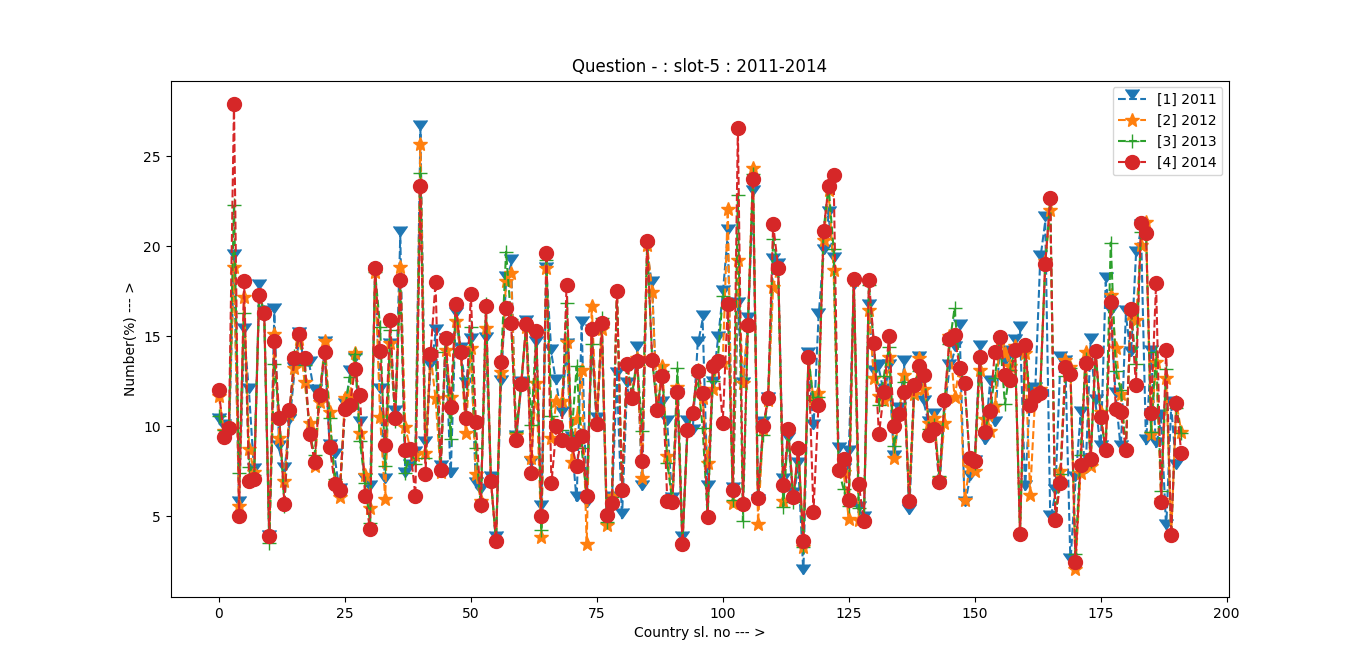 Question - : slot-5 : 2011-2014
[1] 2011
[2] 2012
[3] 2013
[4] 2014
Number(%) --- >
25
20
15
10
5
0 25 50 75 100 125 150 175 200
Country sl. no --- >